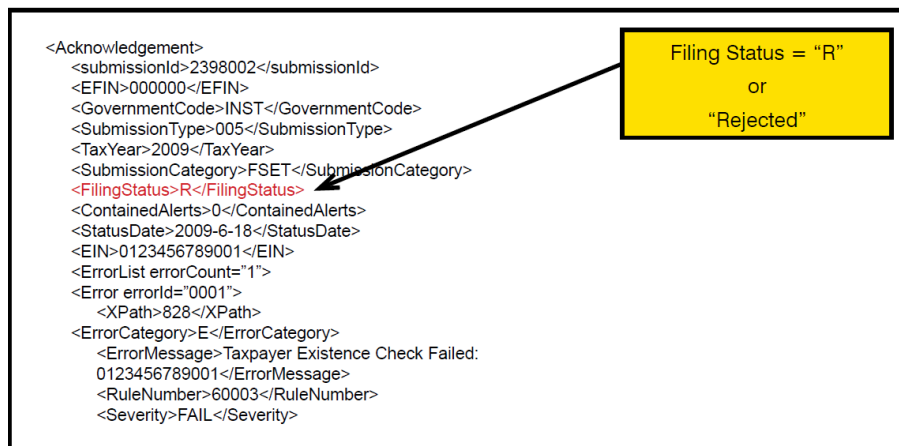 <Acknowledgement>
<submissionId>2398002</submissionId>
<EFIN>000000</EFIN>
<GovernmentCode>INST</GovernmentCode>
<SubmissionType>005</SubmissionType>
<TaxYear>2009</TaxYear>
<SubmissionCategory>FSET</SubmissionCategory>
<FilingStatus>R</FilingStatus>
<ContainedAlerts>0</ContainedAlerts>
<StatusDate>2009-6-18</StatusDate>
<EIN>0123456789001</EIN>
<ErrorList errorCount=”1”>
<Error errorId=”0001”>
<XPath>828</XPath>
<ErrorCategory>E</ErrorCategory>
<ErrorMessage>Taxpayer Existence Check Failed:
0123456789001</ErrorMessage>
<RuleNumber>60003</RuleNumber>
<Severity>FAIL</Severity>
Filing Status = “R”
or
“Rejected”